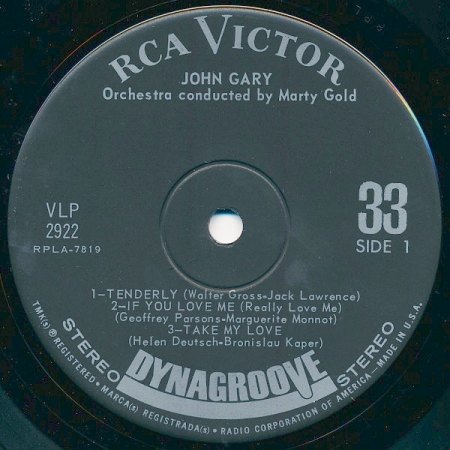 RCA VICTOR
JOHN GARY
Orchestra conducted by Marty Gold
VLP
2922
RPLA-7819
33
SIDE 1
1–TENDERLY (Walter Gross-Jack Lawrence)
2–IF YOU LOVE ME (Really Love Me)
(Geoffrey Parsons-Marguerite Monnot)
3–TAKE MY LOVE
(Helen Deutsch-Bronislau Kaper)
STEREO DYNAGROOVE STEREO
TMK(s)® REGISTERED • MARCA(s) REGISTRADA(s) • RADIO CORPORATION OF AMERICA—MADE IN U.S.A.